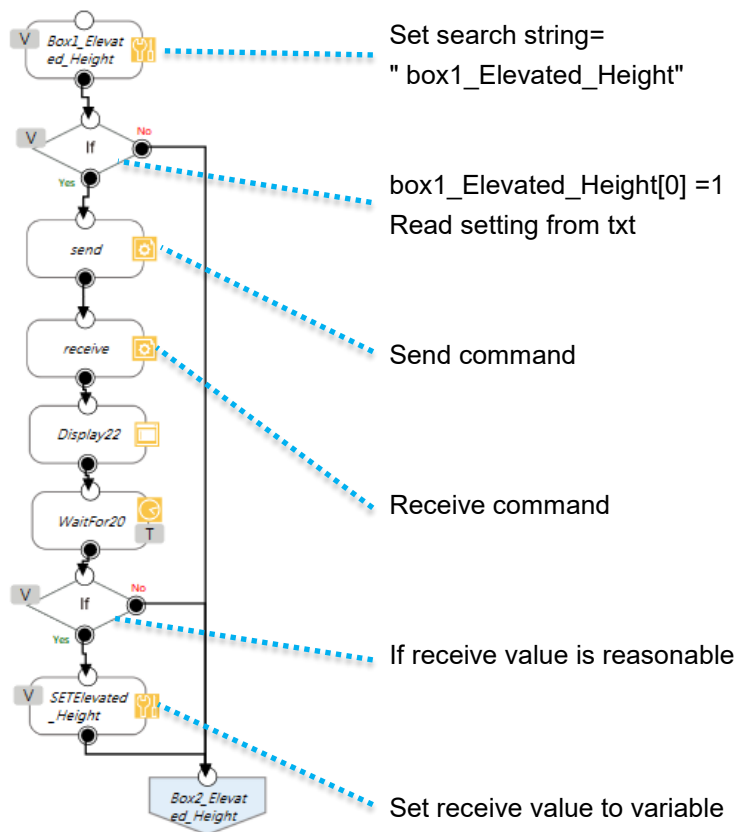 V
Box1_Elevat
ed_Height
Set search string=
" box1_Elevated_Height"
V
If
No
Yes
box1_Elevated_Height[0] =1
Read setting from txt
send
Send command
receive
Receive command
Display22
WaitFor20
T
V
If
No
Yes
If receive value is reasonable
V
SETElevated
_Height
Set receive value to variable
Box2_Elevat
ed_Height